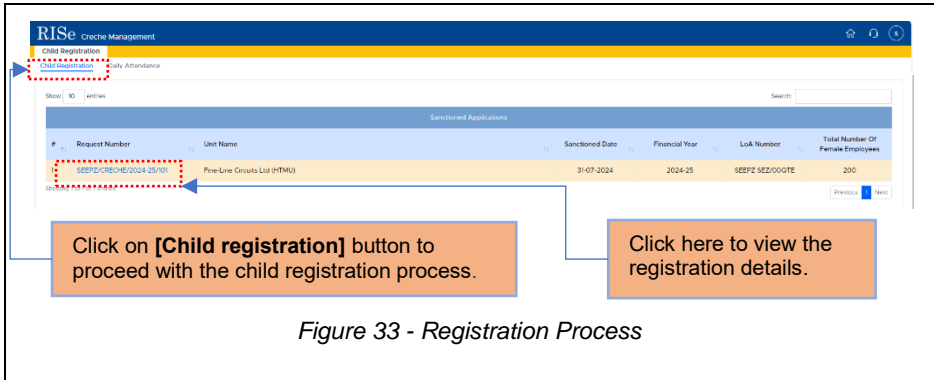 RISe Creche Management
Child Registration
Child Registration Daily Attendance
Show 10 entries Search:
Sanctioned Applications
# Request Number Unit Name Sanctioned Date Financial Year LoA Number Total Number Of Female Employees
1 SEEPZ/CRECHE/2024-25/101 Fine-Line Circuits Ltd (HTMU) 31-07-2024 2024-25 SEEPZ SEZ/00GTE 200
Previous 1 Next
Click on [Child registration] button to
proceed with the child registration process.
Click here to view the
registration details.
Figure 33 - Registration Process